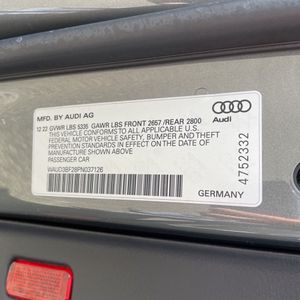 MFD. BY AUDI AG
12 22 GVWR LBS 5335 GAWR LBS FRONT 2657 /REAR 2800
THIS VEHICLE CONFORMS TO ALL APPLICABLE U.S.
FEDERAL MOTOR VEHICLE SAFETY, BUMPER AND THEFT
PREVENTION STANDARDS IN EFFECT ON THE DATE OF
MANUFACTURE SHOWN ABOVE
PASSENGER CAR
WAUD3BF28PN037126
Audi
4752332
GERMANY